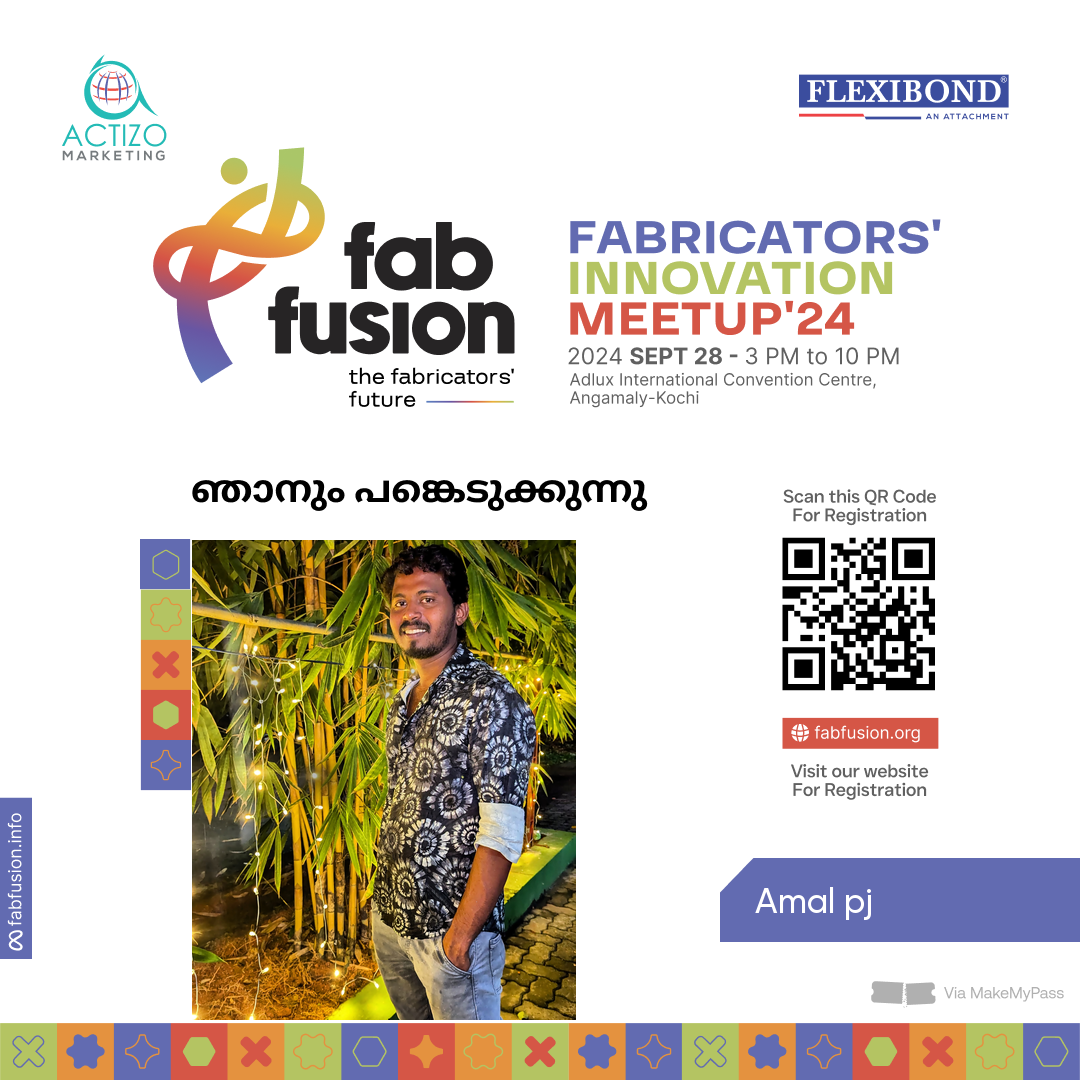 ACTIZO
MARKETING
FLEXIBOND®
AN ATTACHMENT
fab
fusion
the fabricators'
future
FABRICATORS'
INNOVATION
MEETUP'24
2024 SEPT 28 - 3 PM to 10 PM
Adlux International Convention Centre,
Angamaly-Kochi
ഞാനും പങ്കെടുക്കുന്നു
Scan this QR Code
For Registration
fabfusion.org
Visit our website
For Registration
fabfusion.info
Amal pj
Via MakeMyPass